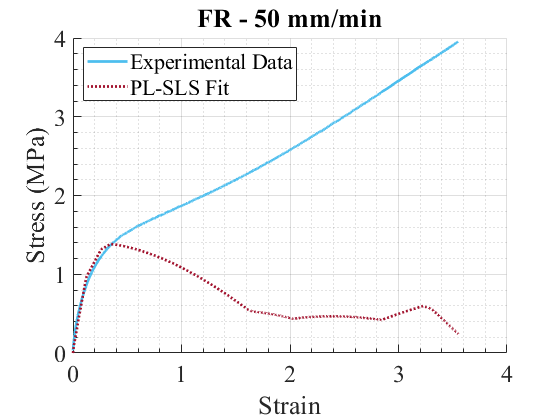 FR - 50 mm/min
Experimental Data
PL-SLS Fit
Stress (MPa)
4
3
2
1
0
0 1 2 3 4
Strain